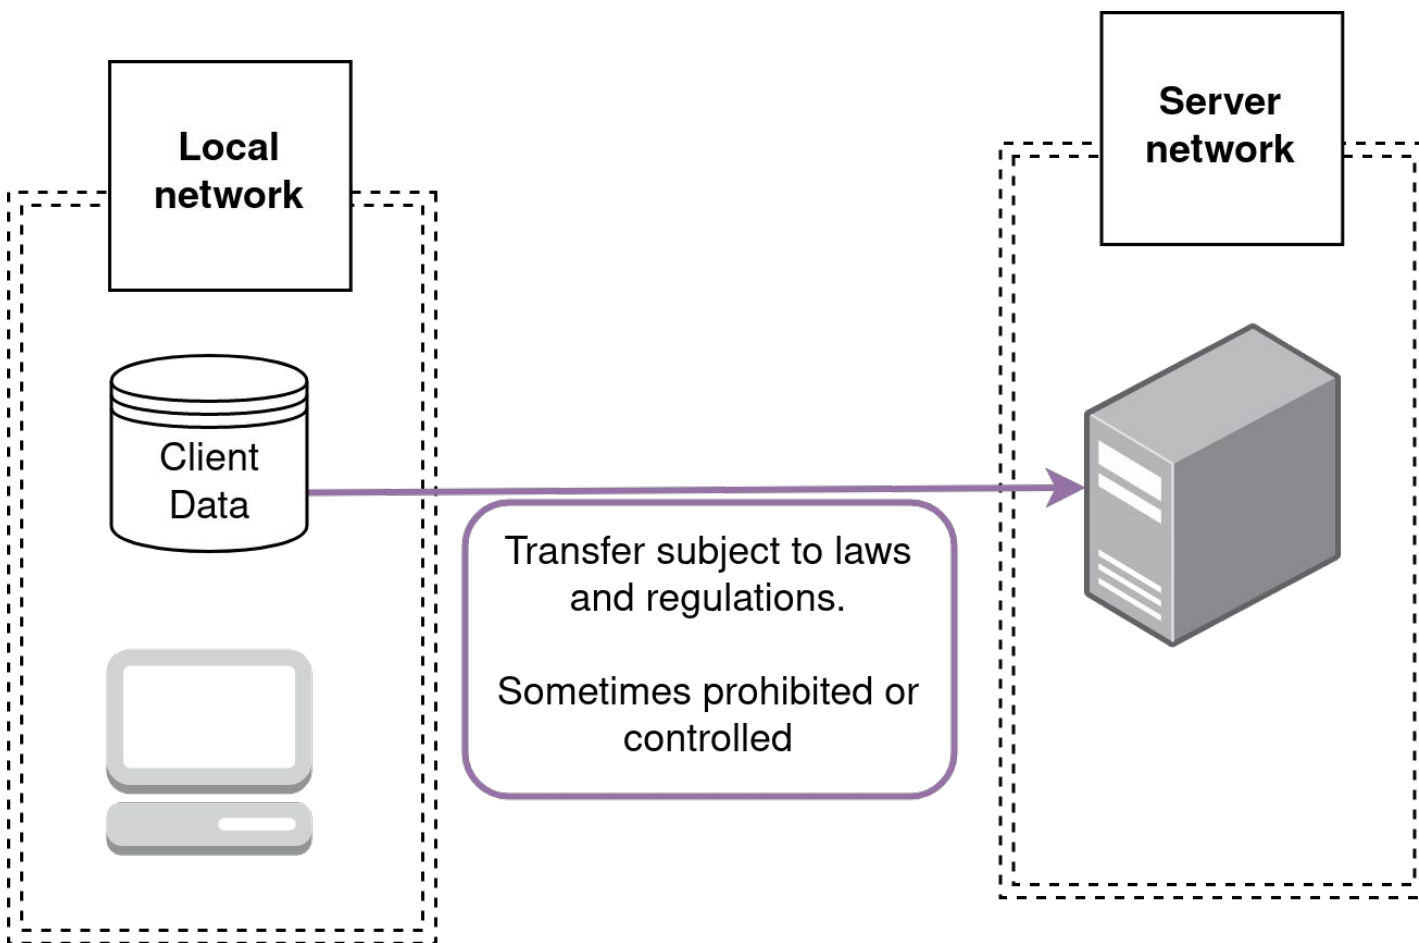 Local
network
Server
network
Client
Data
Transfer subject to laws
and regulations.
Sometimes prohibited or
controlled